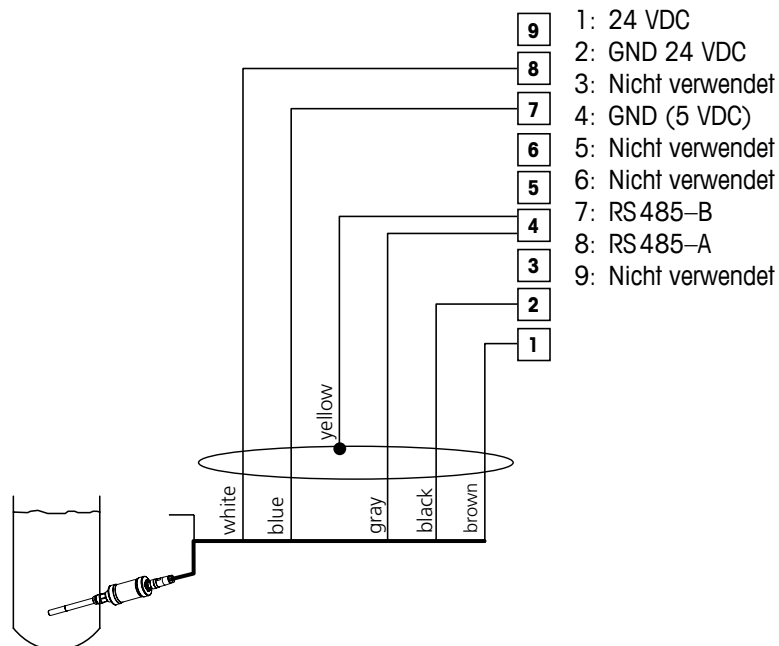 9
8
7
6
5
4
3
2
1
1: 24 VDC
2: GND 24 VDC
3: Nicht verwendet
4: GND (5 VDC)
5: Nicht verwendet
6: Nicht verwendet
7: RS485–B
8: RS485–A
9: Nicht verwendet
yellow
white
blue
gray
black
brown